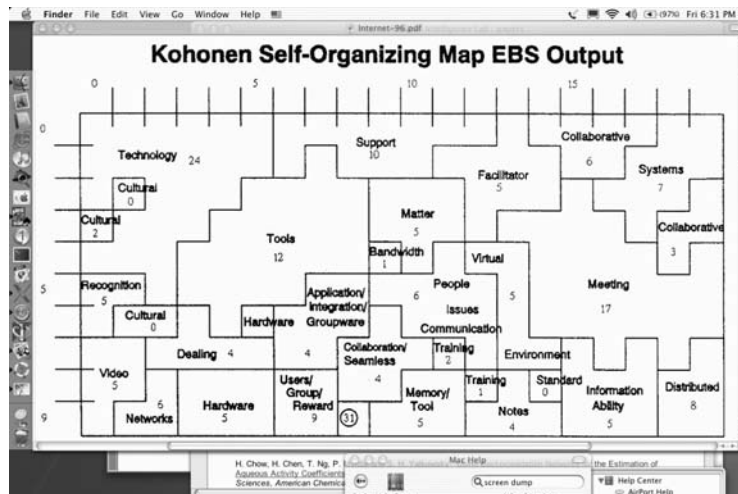 Finder File Edit View Go Window Help
(97%) Fri 6:31 PM
Internet-96.pdf
Kohonen Self-Organizing Map EBS Output
0 5 10 15
0
Technology 24
Support
10
Collaborative
6
Facilitator
5
Systems
7
Cultural
0
Cultural
2
Matter
5
Collaborative
3
Tools
12
Bandwidth
1
Virtual
5
Recognition
5
5
People
6
Issues
Meeting
17
Application/
Integration/
Groupware
4
Cultural
0
Hardware
Communication
Dealing 4
Collaboration/
Seamless
4
Training
2
Environment
Video
5
Users/
Group/
Reward
9
Training
1
Standard
0
Information
Ability
5
Distributed
8
6
Networks
Hardware
5
31
Memory/
Tool
5
Notes
4
9
H. Chow, H. Chen, T. Ng, P.
the Estimation of
Aqueous Activity Coefficients
Sciences, American Chemica
Mac Help
screen dump
Help Center
AirPort Help